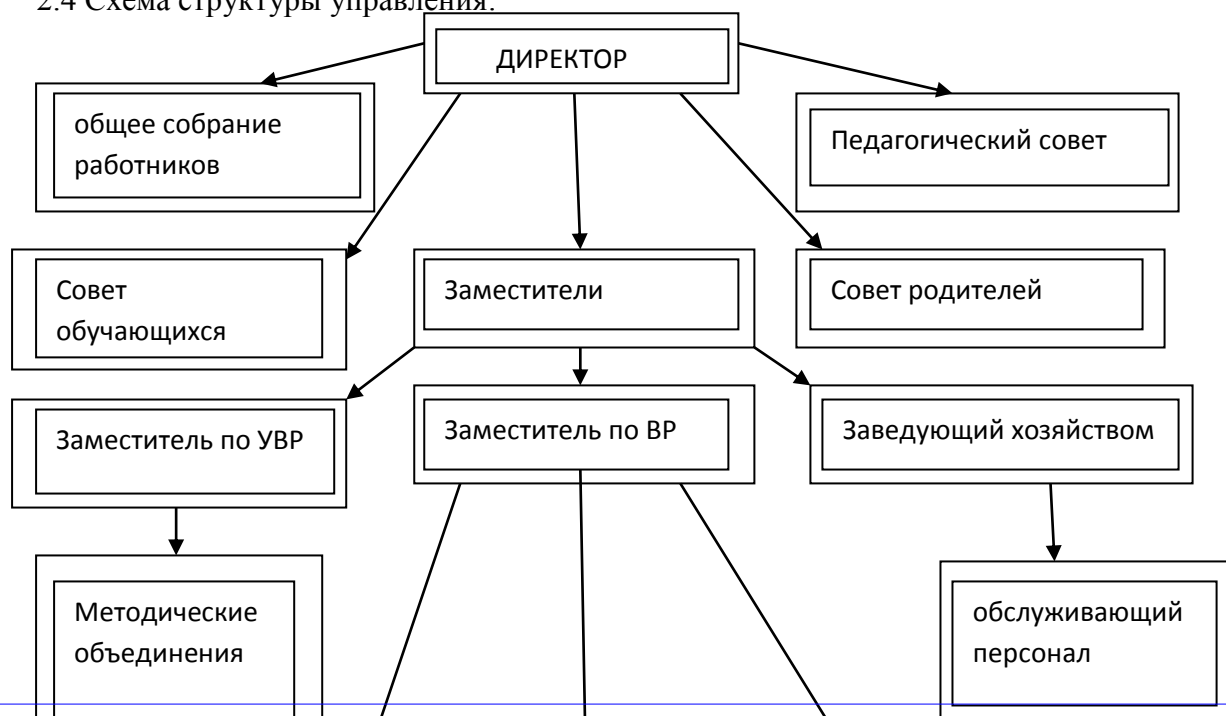 2.4 Схема структуры управления.
ДИРЕКТОР
общее собрание
работников
Педагогический совет
Совет
обучающихся
Заместители
Совет родителей
Заместитель по УВР
Заместитель по ВР
Заведующий хозяйством
Методические
объединения
обслуживающий
персонал